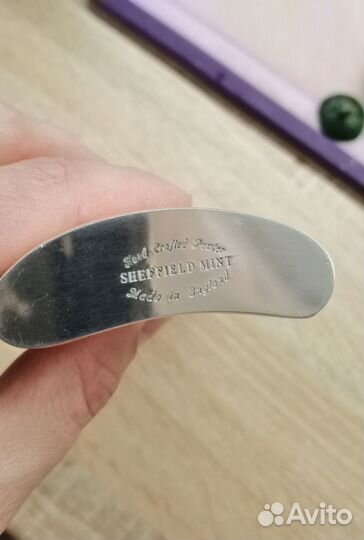 Hand Crafted Pewter
SHEFFIELD MINT
Made in England
Avito